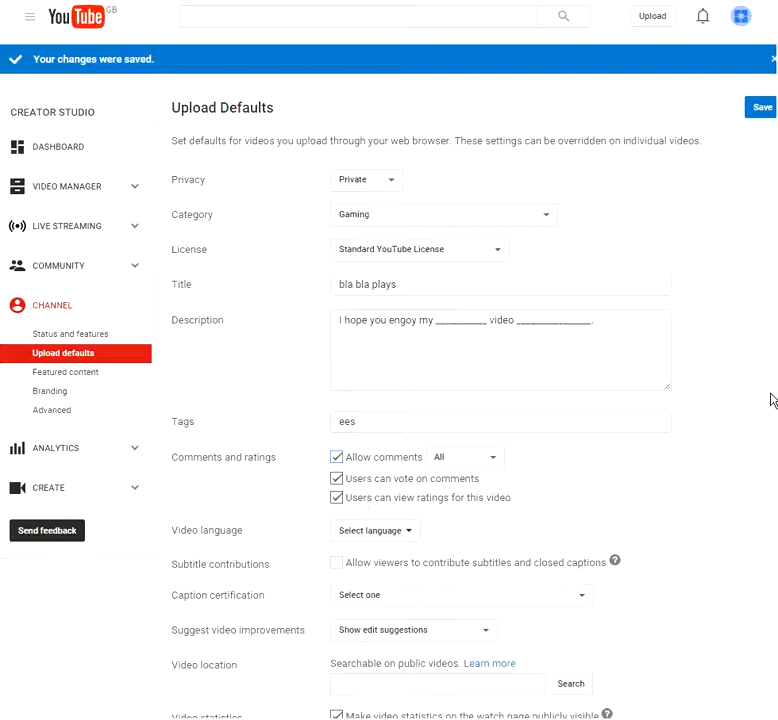 YouTube GB
Upload
Your changes were saved.
CREATOR STUDIO
DASHBOARD
VIDEO MANAGER
LIVE STREAMING
COMMUNITY
CHANNEL
Status and features
Upload defaults
Featured content
Branding
Advanced
ANALYTICS
CREATE
Send feedback
Upload Defaults
Save
Set defaults for videos you upload through your web browser. These settings can be overridden on individual videos.
Privacy Private
Category Gaming
License Standard YouTube License
Title bla bla plays
Description I hope you engoy my __________ video ______________.
Tags ees
Comments and ratings Allow comments All
Users can vote on comments
Users can view ratings for this video
Video language Select language
Subtitle contributions Allow viewers to contribute subtitles and closed captions ?
Caption certification Select one
Suggest video improvements Show edit suggestions
Video location Searchable on public videos. Learn more
Search
Video statistics Make video statistics on the watch page publicly visible ?